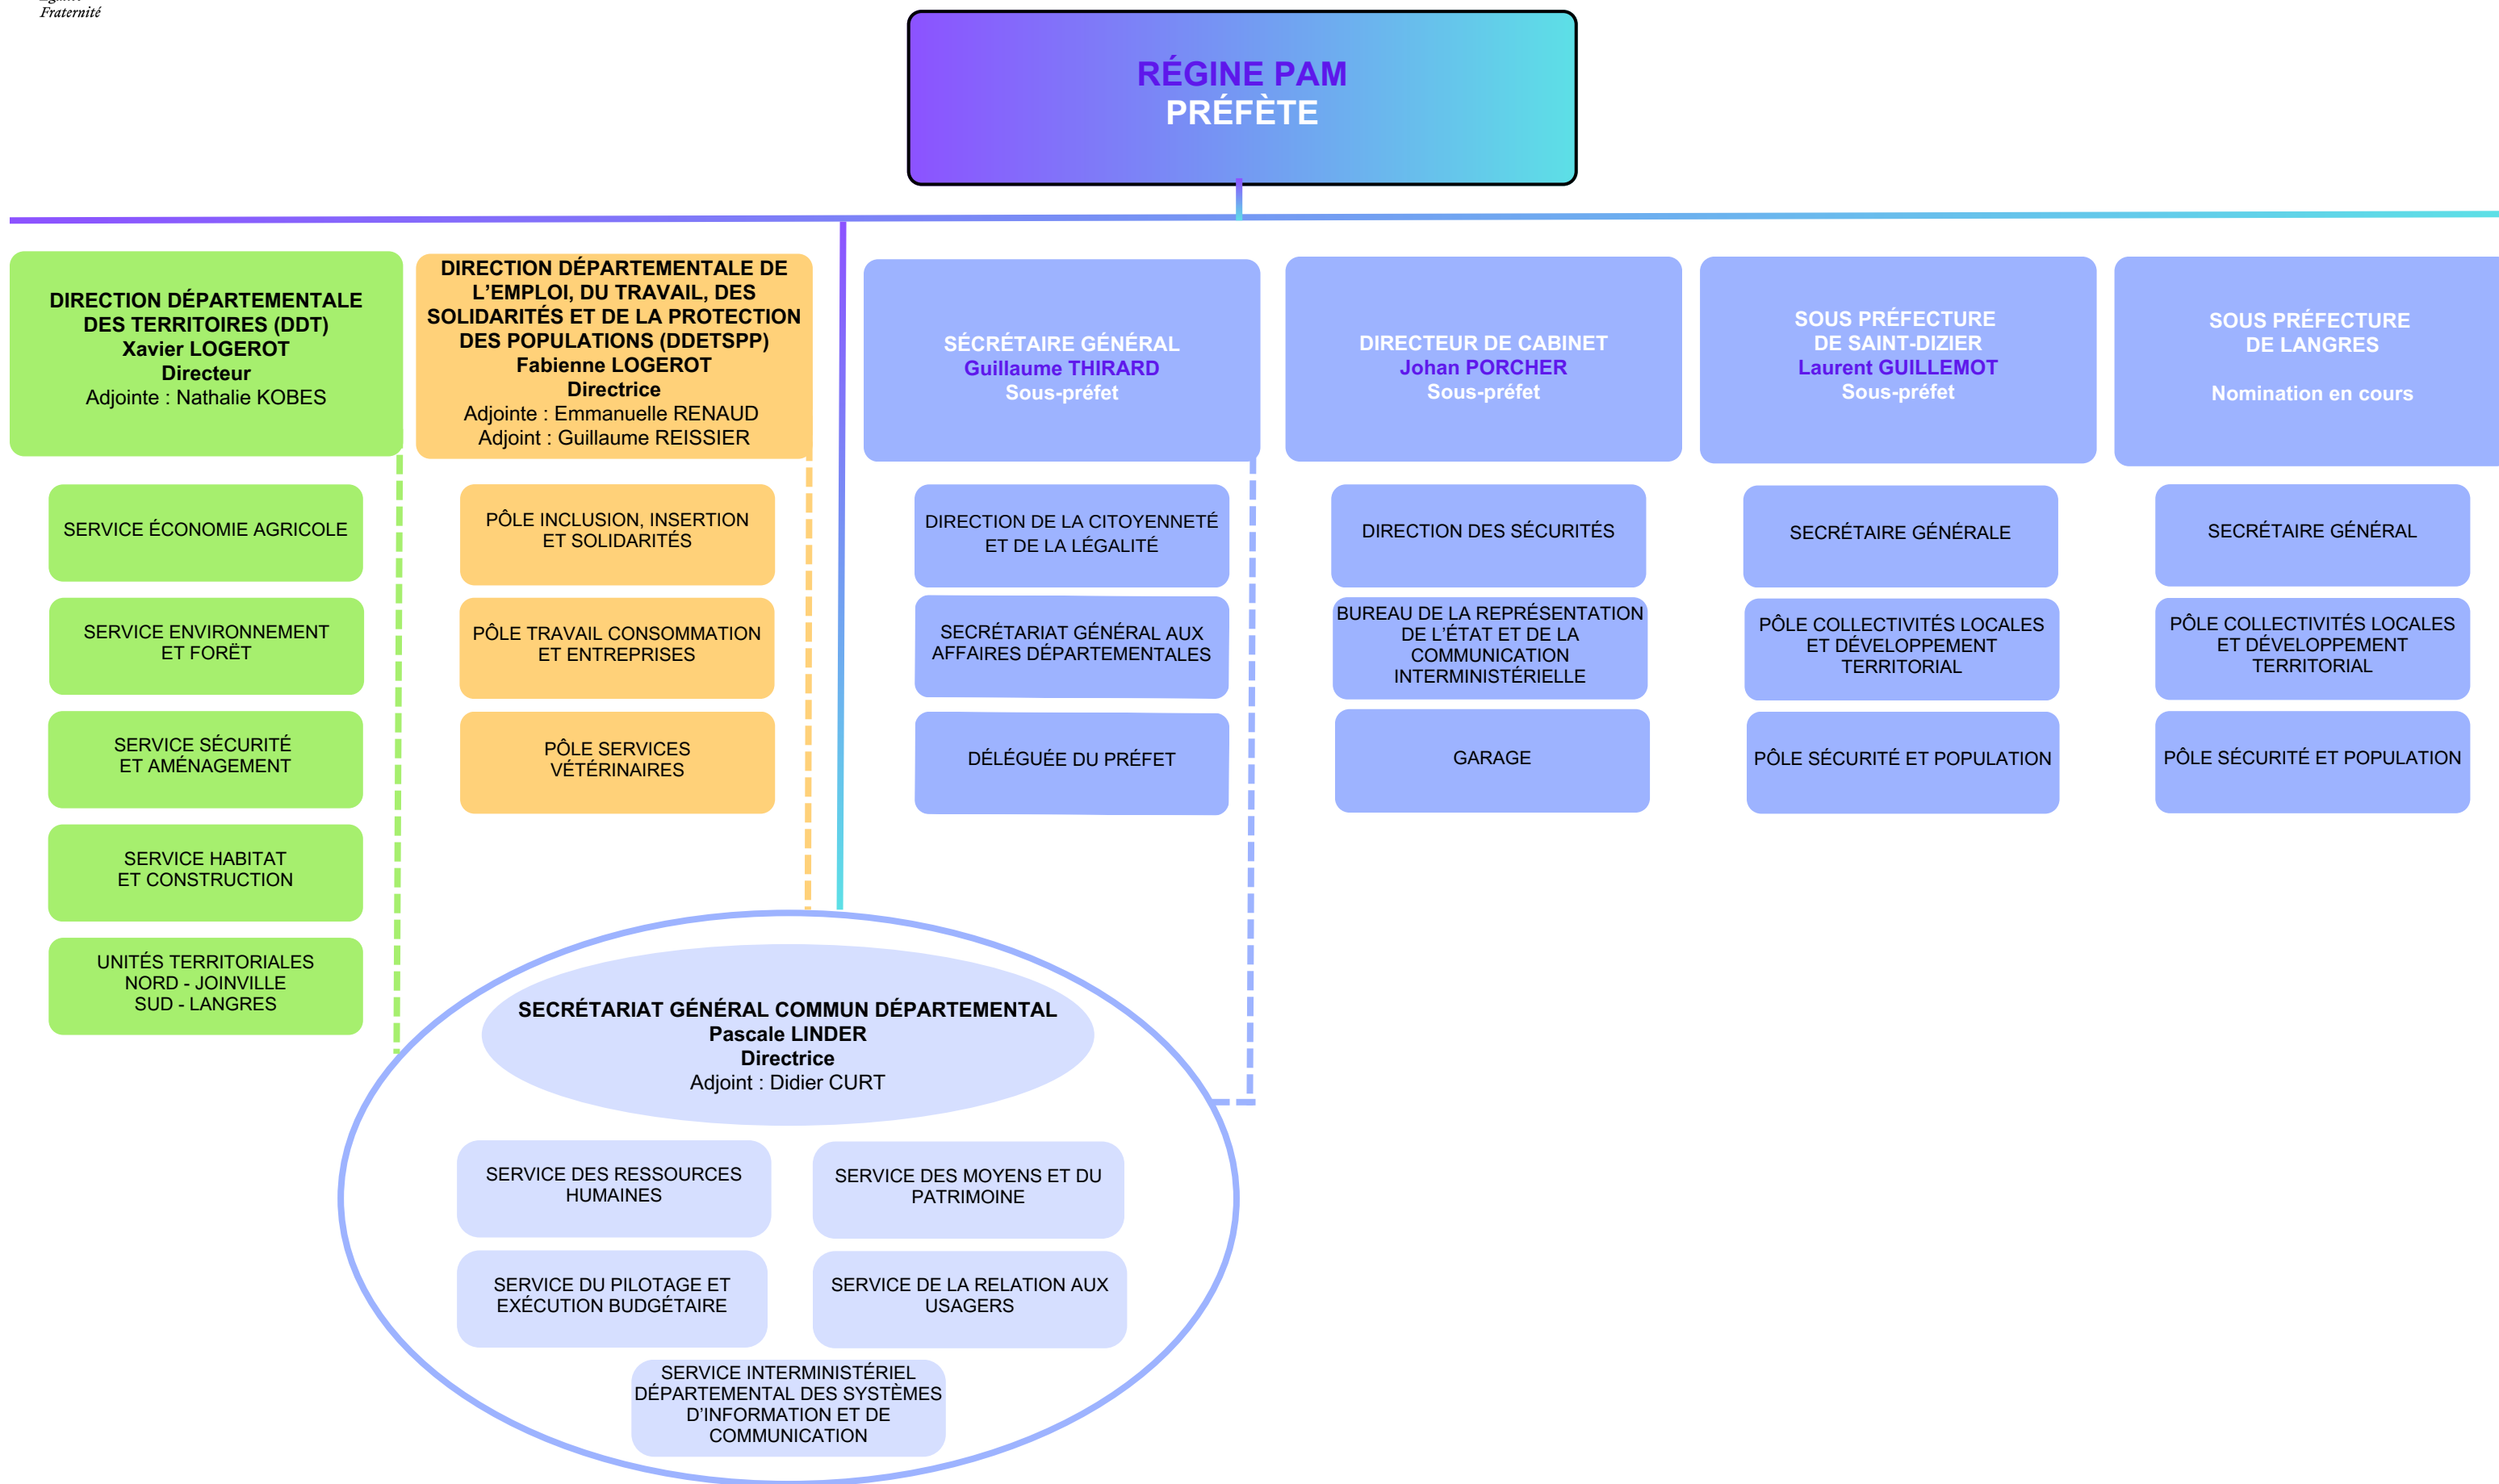 Fraternité
RÉGINE PAM
PRÉFÈTE
DIRECTION DÉPARTEMENTALE
DES TERRITOIRES (DDT)
Xavier LOGEROT
Directeur
Adjointe : Nathalie KOBES
DIRECTION DÉPARTEMENTALE DE
L’EMPLOI, DU TRAVAIL, DES
SOLIDARITÉS ET DE LA PROTECTION
DES POPULATIONS (DDETSPP)
Fabienne LOGEROT
Directrice
Adjointe : Emmanuelle RENAUD
Adjoint : Guillaume REISSIER
SÉCRÉTAIRE GÉNÉRAL
Guillaume THIRARD
Sous-préfet
DIRECTEUR DE CABINET
Johan PORCHER
Sous-préfet
SOUS PRÉFECTURE
DE SAINT-DIZIER
Laurent GUILLEMOT
Sous-préfet
SOUS PRÉFECTURE
DE LANGRES
Nomination en cours
SERVICE ÉCONOMIE AGRICOLE
SERVICE ENVIRONNEMENT
ET FORËT
SERVICE SÉCURITÉ
ET AMÉNAGEMENT
SERVICE HABITAT
ET CONSTRUCTION
UNITÉS TERRITORIALES
NORD - JOINVILLE
SUD - LANGRES
PÔLE INCLUSION, INSERTION
ET SOLIDARITÉS
PÔLE TRAVAIL CONSOMMATION
ET ENTREPRISES
PÔLE SERVICES
VÉTÉRINAIRES
DIRECTION DE LA CITOYENNETÉ
ET DE LA LÉGALITÉ
SECRÉTARIAT GÉNÉRAL AUX
AFFAIRES DÉPARTEMENTALES
DÉLÉGUÉE DU PRÉFET
DIRECTION DES SÉCURITÉS
BUREAU DE LA REPRÉSENTATION
DE L’ÉTAT ET DE LA
COMMUNICATION
INTERMINISTÉRIELLE
GARAGE
SECRÉTAIRE GÉNÉRALE
PÔLE COLLECTIVITÉS LOCALES
ET DÉVELOPPEMENT
TERRITORIAL
PÔLE SÉCURITÉ ET POPULATION
SECRÉTAIRE GÉNÉRAL
PÔLE COLLECTIVITÉS LOCALES
ET DÉVELOPPEMENT
TERRITORIAL
PÔLE SÉCURITÉ ET POPULATION
SECRÉTARIAT GÉNÉRAL COMMUN DÉPARTEMENTAL
Pascale LINDER
Directrice
Adjoint : Didier CURT
SERVICE DES RESSOURCES
HUMAINES
SERVICE DES MOYENS ET DU
PATRIMOINE
SERVICE DU PILOTAGE ET
EXÉCUTION BUDGÉTAIRE
SERVICE DE LA RELATION AUX
USAGERS
SERVICE INTERMINISTÉRIEL
DÉPARTEMENTAL DES SYSTÈMES
D’INFORMATION ET DE
COMMUNICATION